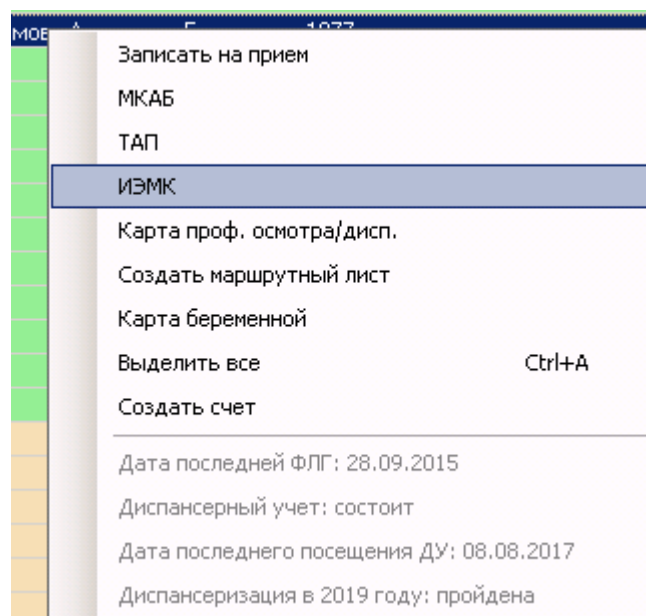 1977
Записать на прием
МКАБ
ТАП
ИЭМК
Карта проф. осмотра/дисп.
Создать маршрутный лист
Карта беременной
Выделить все Ctrl+A
Создать счет
Дата последней ФЛГ: 28.09.2015
Диспансерный учет: состоит
Дата последнего посещения ДУ: 08.08.2017
Диспансеризация в 2019 году: пройдена